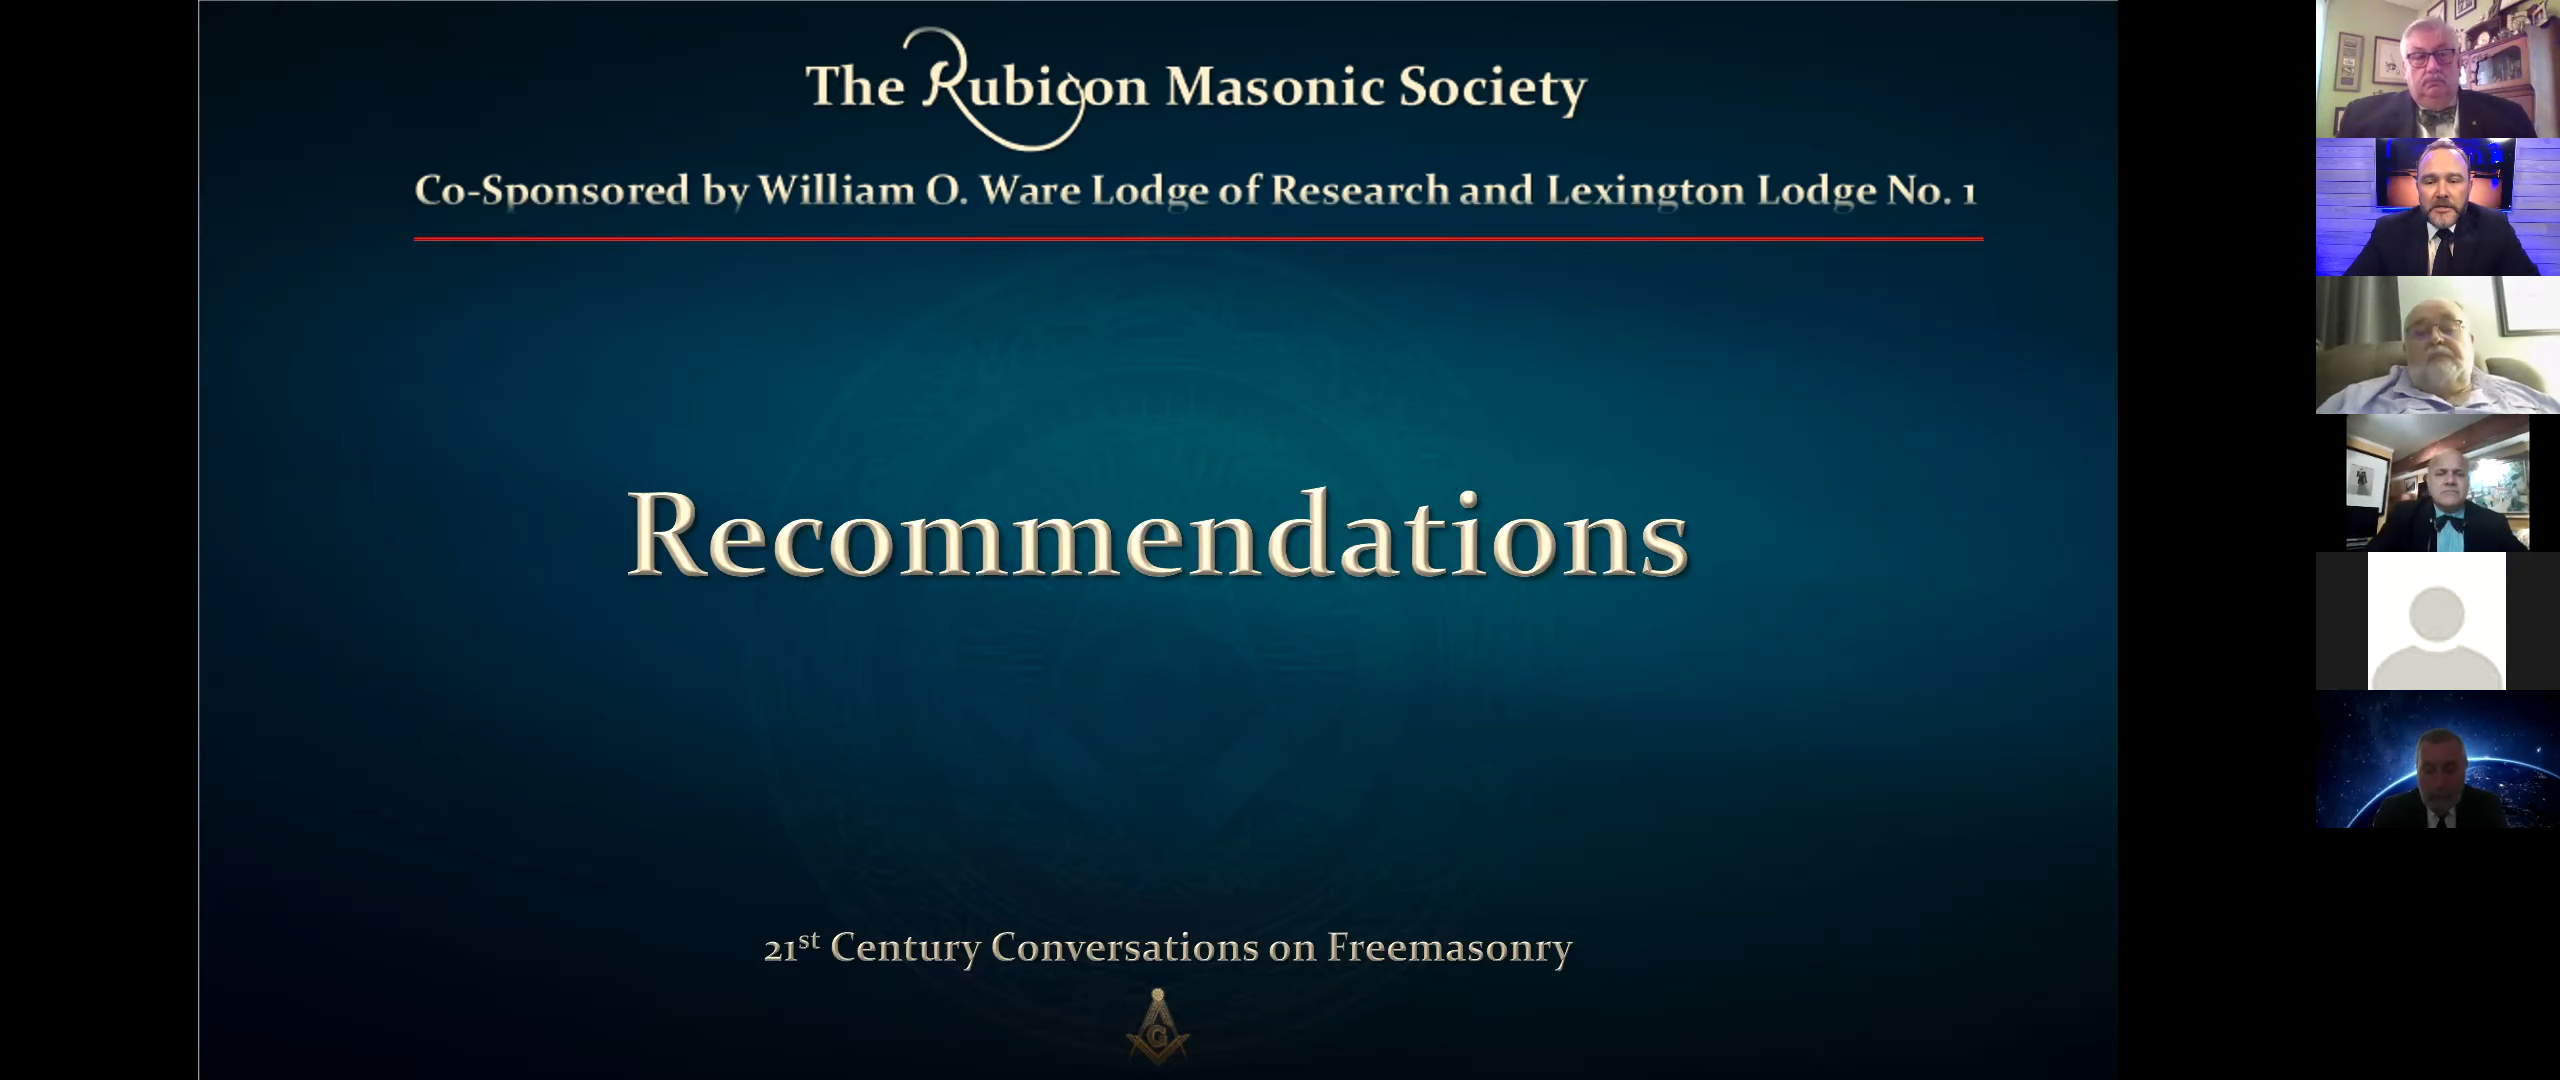 The Rubicon Masonic Society
Co-Sponsored by William O. Ware Lodge of Research and Lexington Lodge No. 1
Recommendations
21st Century Conversations on Freemasonry
G